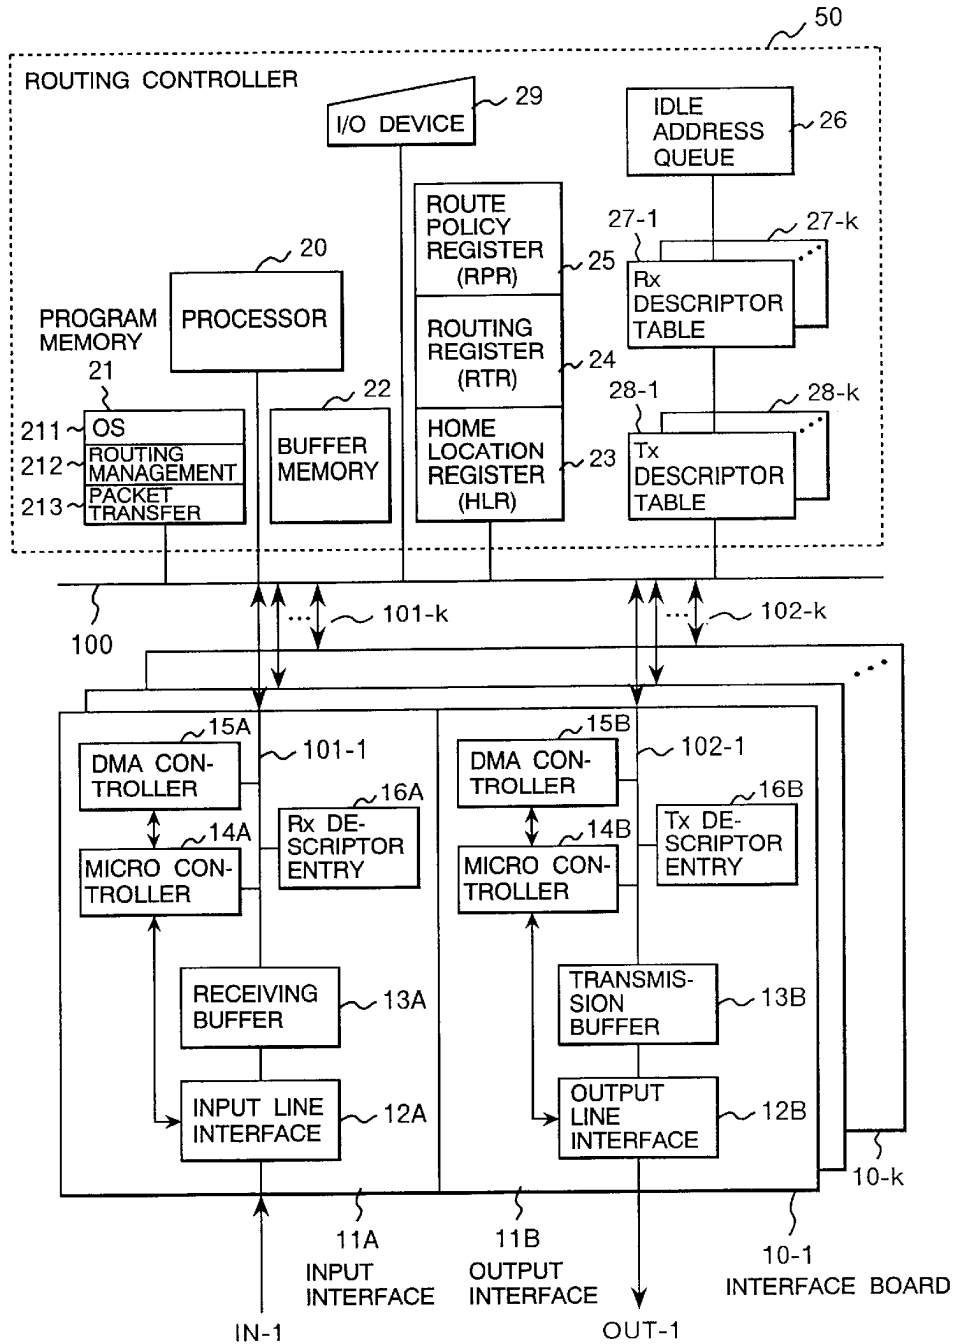 50
ROUTING CONTROLLER
29
I/O DEVICE
IDLE
ADDRESS
QUEUE
26
ROUTE
POLICY
REGISTER
(RPR)
25
27-1
27-k
Rx
DESCRIPTOR
TABLE
20
PROCESSOR
PROGRAM
MEMORY
21
ROUTING
REGISTER
(RTR)
24
22
BUFFER
MEMORY
28-1
28-k
Tx
DESCRIPTOR
TABLE
211
OS
212
ROUTING
MANAGEMENT
213
PACKET
TRANSFER
HOME
LOCATION
REGISTER
(HLR)
23
100
101-k
102-k
15A
DMA CON-
TROLLER
101-1
16A
Rx DE-
SCRIPTOR
ENTRY
14A
MICRO CON-
TROLLER
RECEIVING
BUFFER
13A
INPUT LINE
INTERFACE
12A
15B
DMA CON-
TROLLER
102-1
16B
Tx DE-
SCRIPTOR
ENTRY
14B
MICRO CON-
TROLLER
TRANSMIS-
SION
BUFFER
13B
OUTPUT
LINE
INTERFACE
12B
10-k
11A
INPUT
INTERFACE
11B
OUTPUT
INTERFACE
10-1
INTERFACE BOARD
IN-1
OUT-1